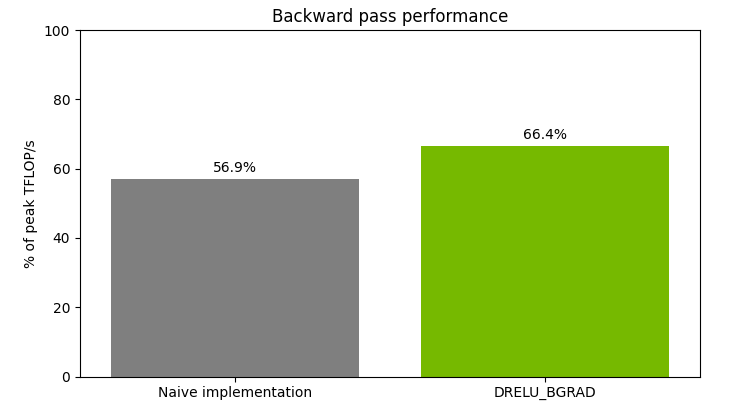 Backward pass performance
% of peak TFLOP/s
100
80
60
40
20
0
56.9%
66.4%
Naive implementation
DRELU_BGRAD